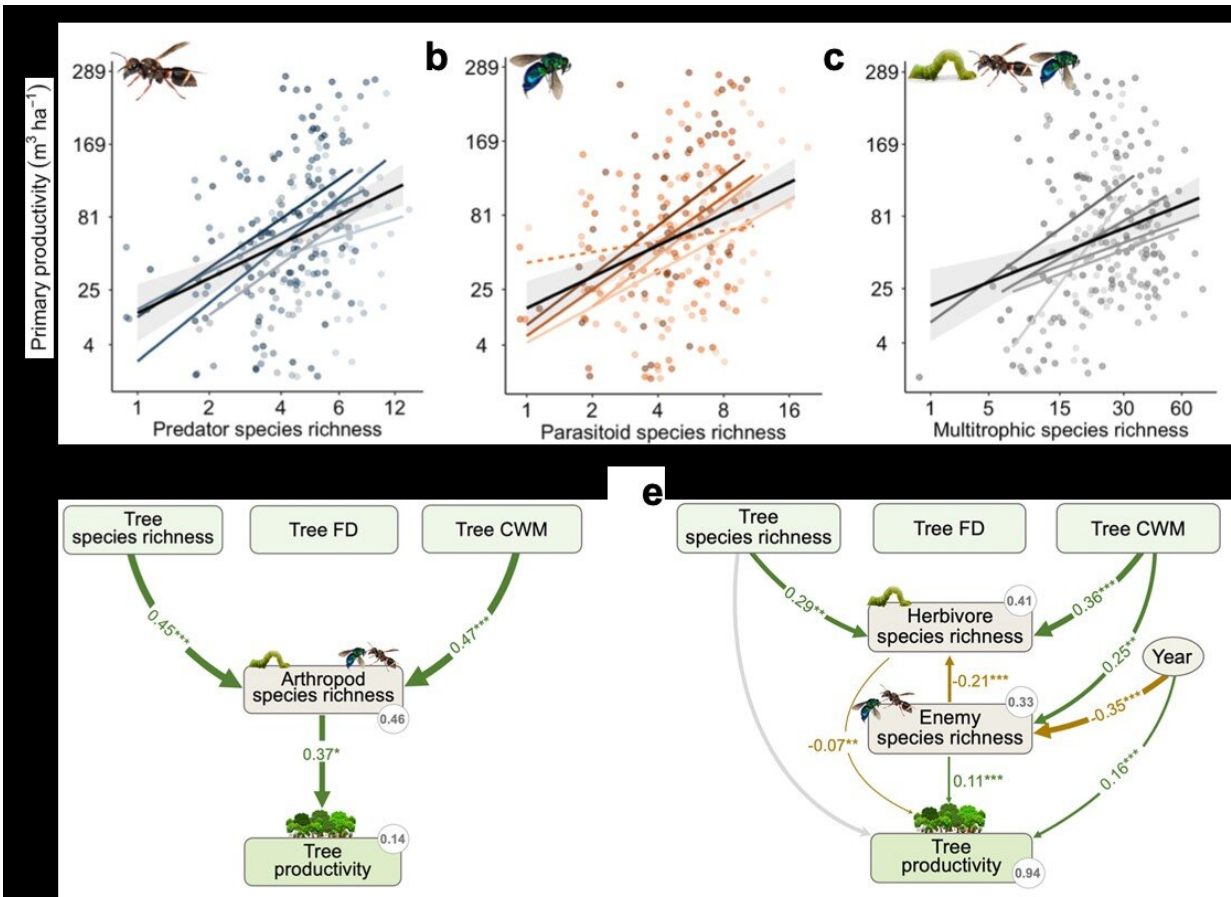 b
c
Primary productivity (m³ ha⁻¹)
289
169
81
25
4
1
2
4
6
12
Predator species richness
289
169
81
25
4
1
2
4
8
16
Parasitoid species richness
289
169
81
25
4
1
5
15
30
60
Multitrophic species richness
Tree
species richness
Tree FD
Tree CWM
0.45***
0.47***
Arthropod
species richness
0.46
0.37*
0.14
Tree
productivity
e
Tree
species richness
Tree FD
Tree CWM
0.29**
0.41
0.36***
Herbivore
species richness
0.25**
Year
-0.21***
0.33
-0.35***
Enemy
species richness
-0.07**
0.11***
0.16***
Tree
productivity
0.94